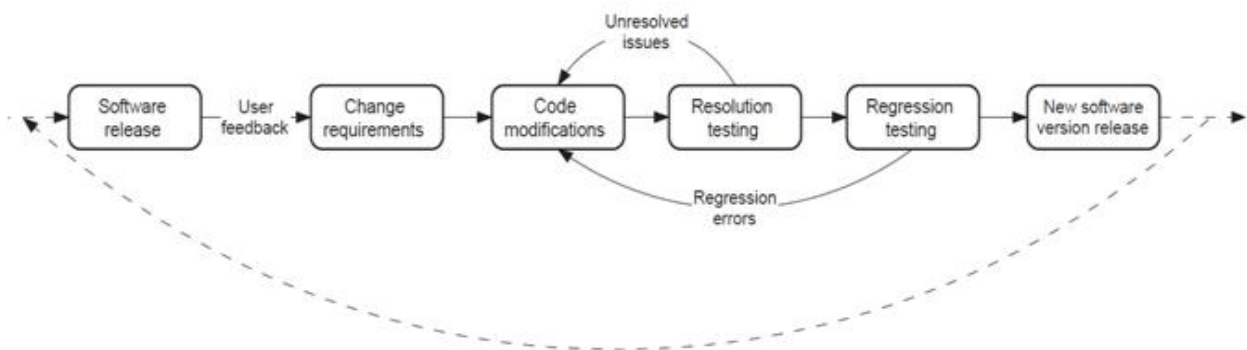 Unresolved
issues
Software
release
User
feedback
Change
requirements
Code
modifications
Resolution
testing
Regression
testing
New software
version release
Regression
errors